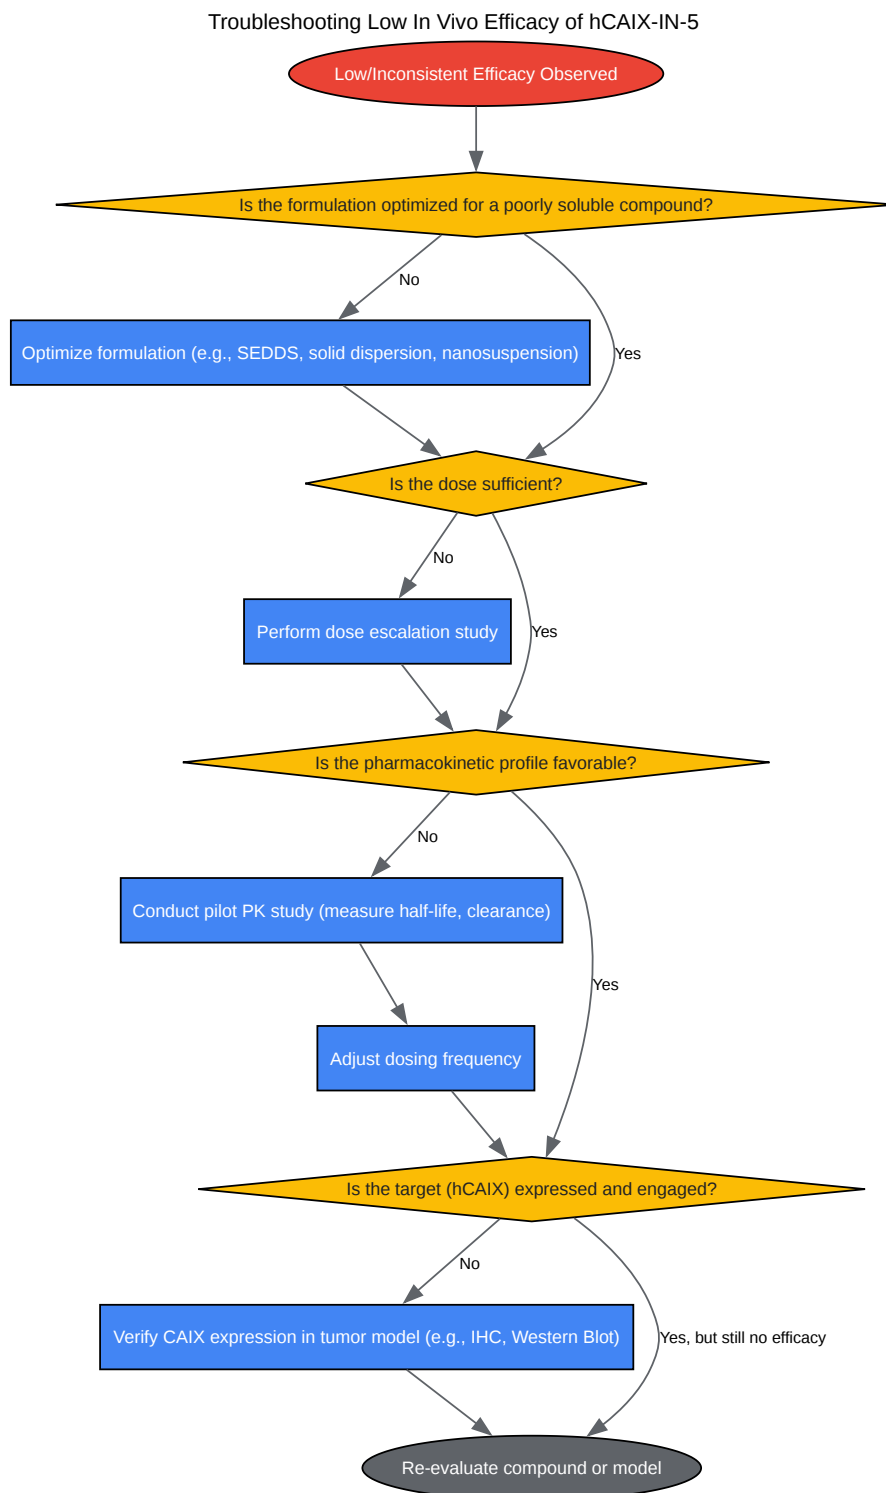 Troubleshooting Low In Vivo Efficacy of hCAIX-IN-5
Low/Inconsistent Efficacy Observed
Is the formulation optimized for a poorly soluble compound?
No
Optimize formulation (e.g., SEDDS, solid dispersion, nanosuspension)
Yes
Is the dose sufficient?
No
Perform dose escalation study
Yes
Is the pharmacokinetic profile favorable?
No
Conduct pilot PK study (measure half-life, clearance)
Yes
Adjust dosing frequency
Is the target (hCAIX) expressed and engaged?
No
Verify CAIX expression in tumor model (e.g., IHC, Western Blot)
Yes, but still no efficacy
Re-evaluate compound or model